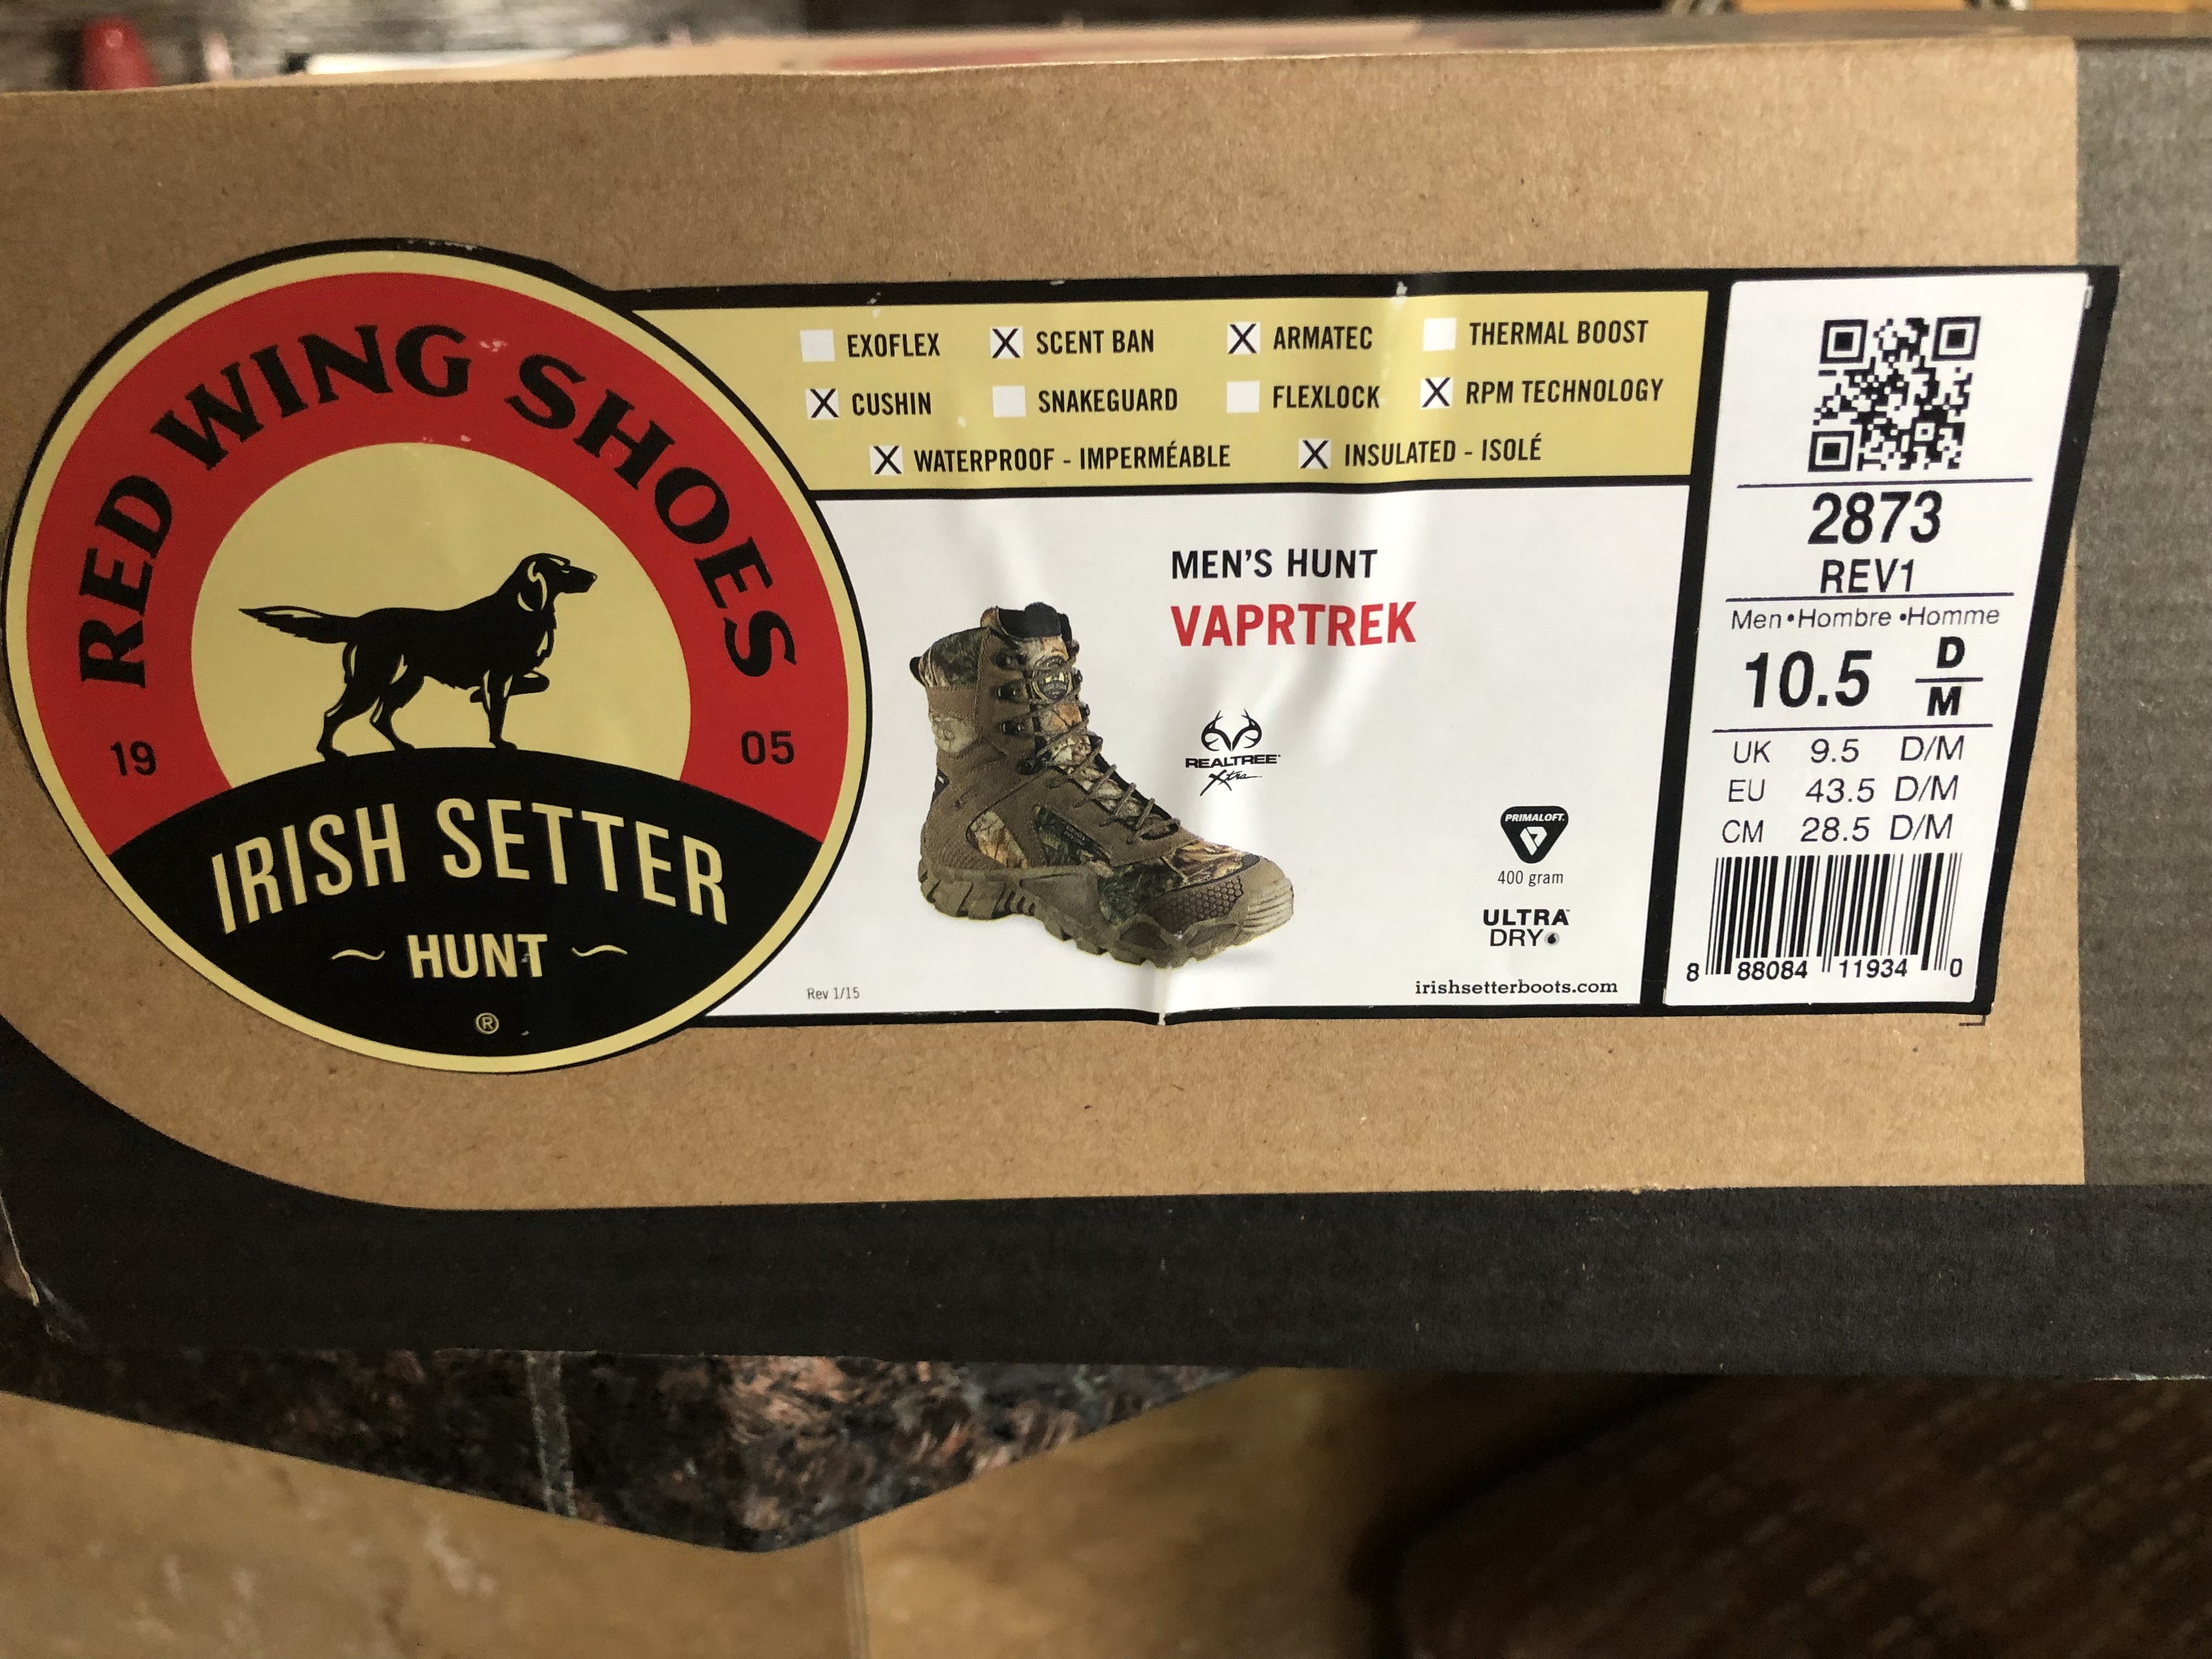 RED WING SHOES
19 05
IRISH SETTER
~ HUNT ~
®
EXOFLEX X SCENT BAN X ARMATEC THERMAL BOOST
X CUSHIN SNAKEGUARD FLEXLOCK X RPM TECHNOLOGY
X WATERPROOF - IMPERMÉABLE X INSULATED - ISOLÉ
MEN'S HUNT
VAPRTREK
REALTREE
Xtra
PRIMALOFT
400 gram
ULTRA
DRY
Rev 1/15
irishsetterboots.com
2873
REV1
Men•Hombre•Homme
10.5 D
M
UK 9.5 D/M
EU 43.5 D/M
CM 28.5 D/M
8 88084 11934 0